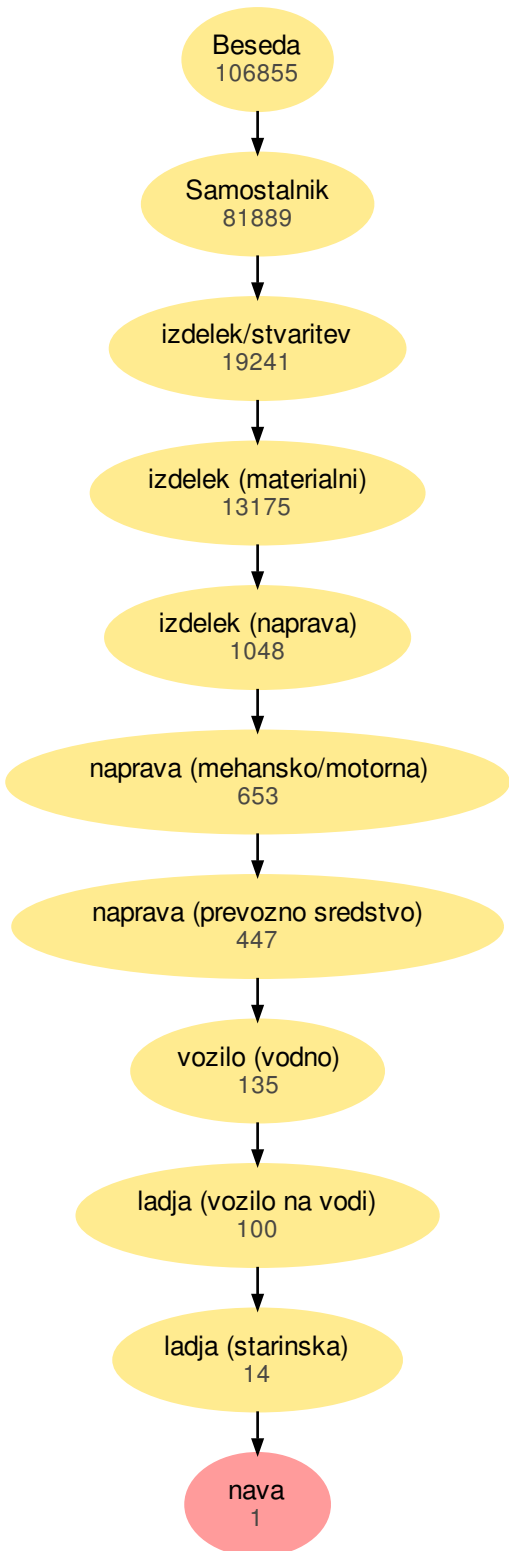 Beseda
106855
Samostalnik
81889
izdelek/stvaritev
19241
izdelek (materialni)
13175
izdelek (naprava)
1048
naprava (mehansko/motorna)
653
naprava (prevozno sredstvo)
447
vozilo (vodno)
135
ladja (vozilo na vodi)
100
ladja (starinska)
14
nava
1